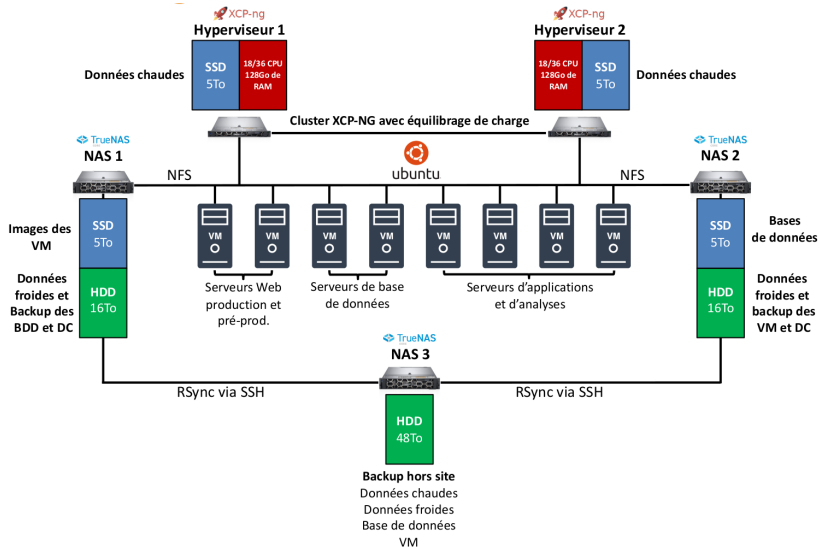 XCP-ng
Hyperviseur 1
SSD
5To
18/36 CPU
128Go de
RAM
Données chaudes
XCP-ng
Hyperviseur 2
18/36 CPU
128Go de
RAM
SSD
5To
Données chaudes
Cluster XCP-NG avec équilibrage de charge
TrueNAS
NAS 1
NFS
ubuntu
NFS
TrueNAS
NAS 2
SSD
5To
Images des
VM
HDD
16To
Données
froides et
Backup des
BDD et DC
VM
VM
VM
VM
VM
VM
VM
VM
Serveurs Web
production et
pré-prod.
Serveurs de base
de données
Serveurs d’applications
et d’analyses
SSD
5To
Bases
de données
HDD
16To
Données
froides et
backup des
VM et DC
TrueNAS
NAS 3
RSync via SSH
RSync via SSH
HDD
48To
Backup hors site
Données chaudes
Données froides
Base de données
VM